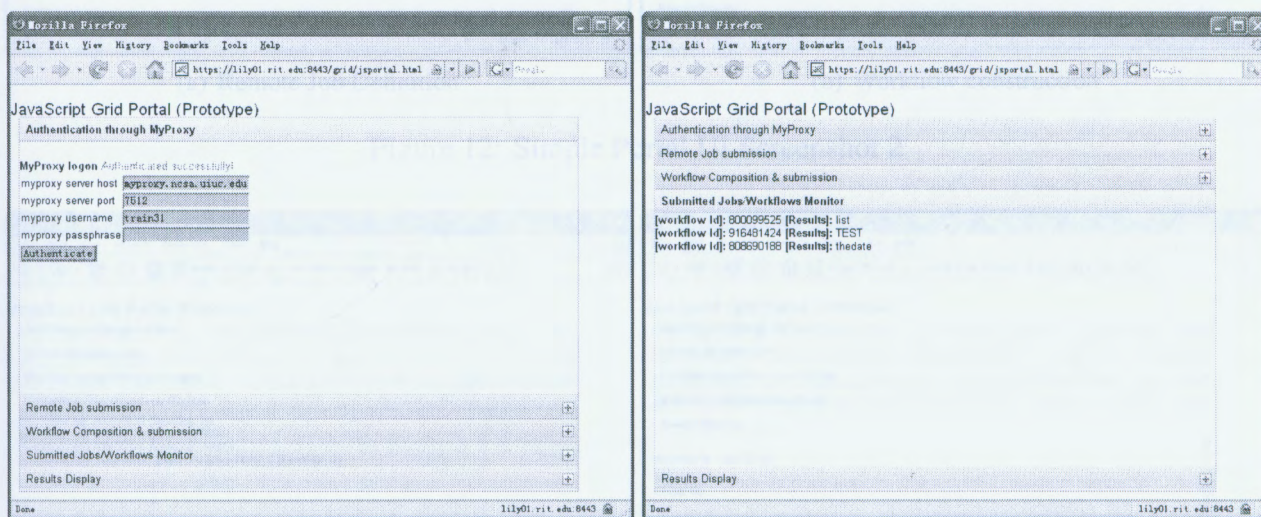 Mozilla Firefox
File Edit View History Bookmarks Tools Help
https://lily01.rit.edu:8443/grid/jsportal.html
JavaScript Grid Portal (Prototype)
Authentication through MyProxy
MyProxy logon Authenticated successfully!
myproxy server host myproxy.ncsa.uiuc.edu
myproxy server port 7512
myproxy username train31
myproxy passphrase
Authenticate
Remote Job submission
Workflow Composition & submission
Submitted Jobs/Workflows Monitor
Results Display
Done lily01.rit.edu:8443
Mozilla Firefox
File Edit View History Bookmarks Tools Help
https://lily01.rit.edu:8443/grid/jsportal.html
JavaScript Grid Portal (Prototype)
Authentication through MyProxy
Remote Job submission
Workflow Composition & submission
Submitted Jobs/Workflows Monitor
[workflow Id]: 800099525 [Results]: list
[workflow Id]: 916481424 [Results]: TEST
[workflow Id]: 808690188 [Results]: thedate
Results Display
Done lily01.rit.edu:8443